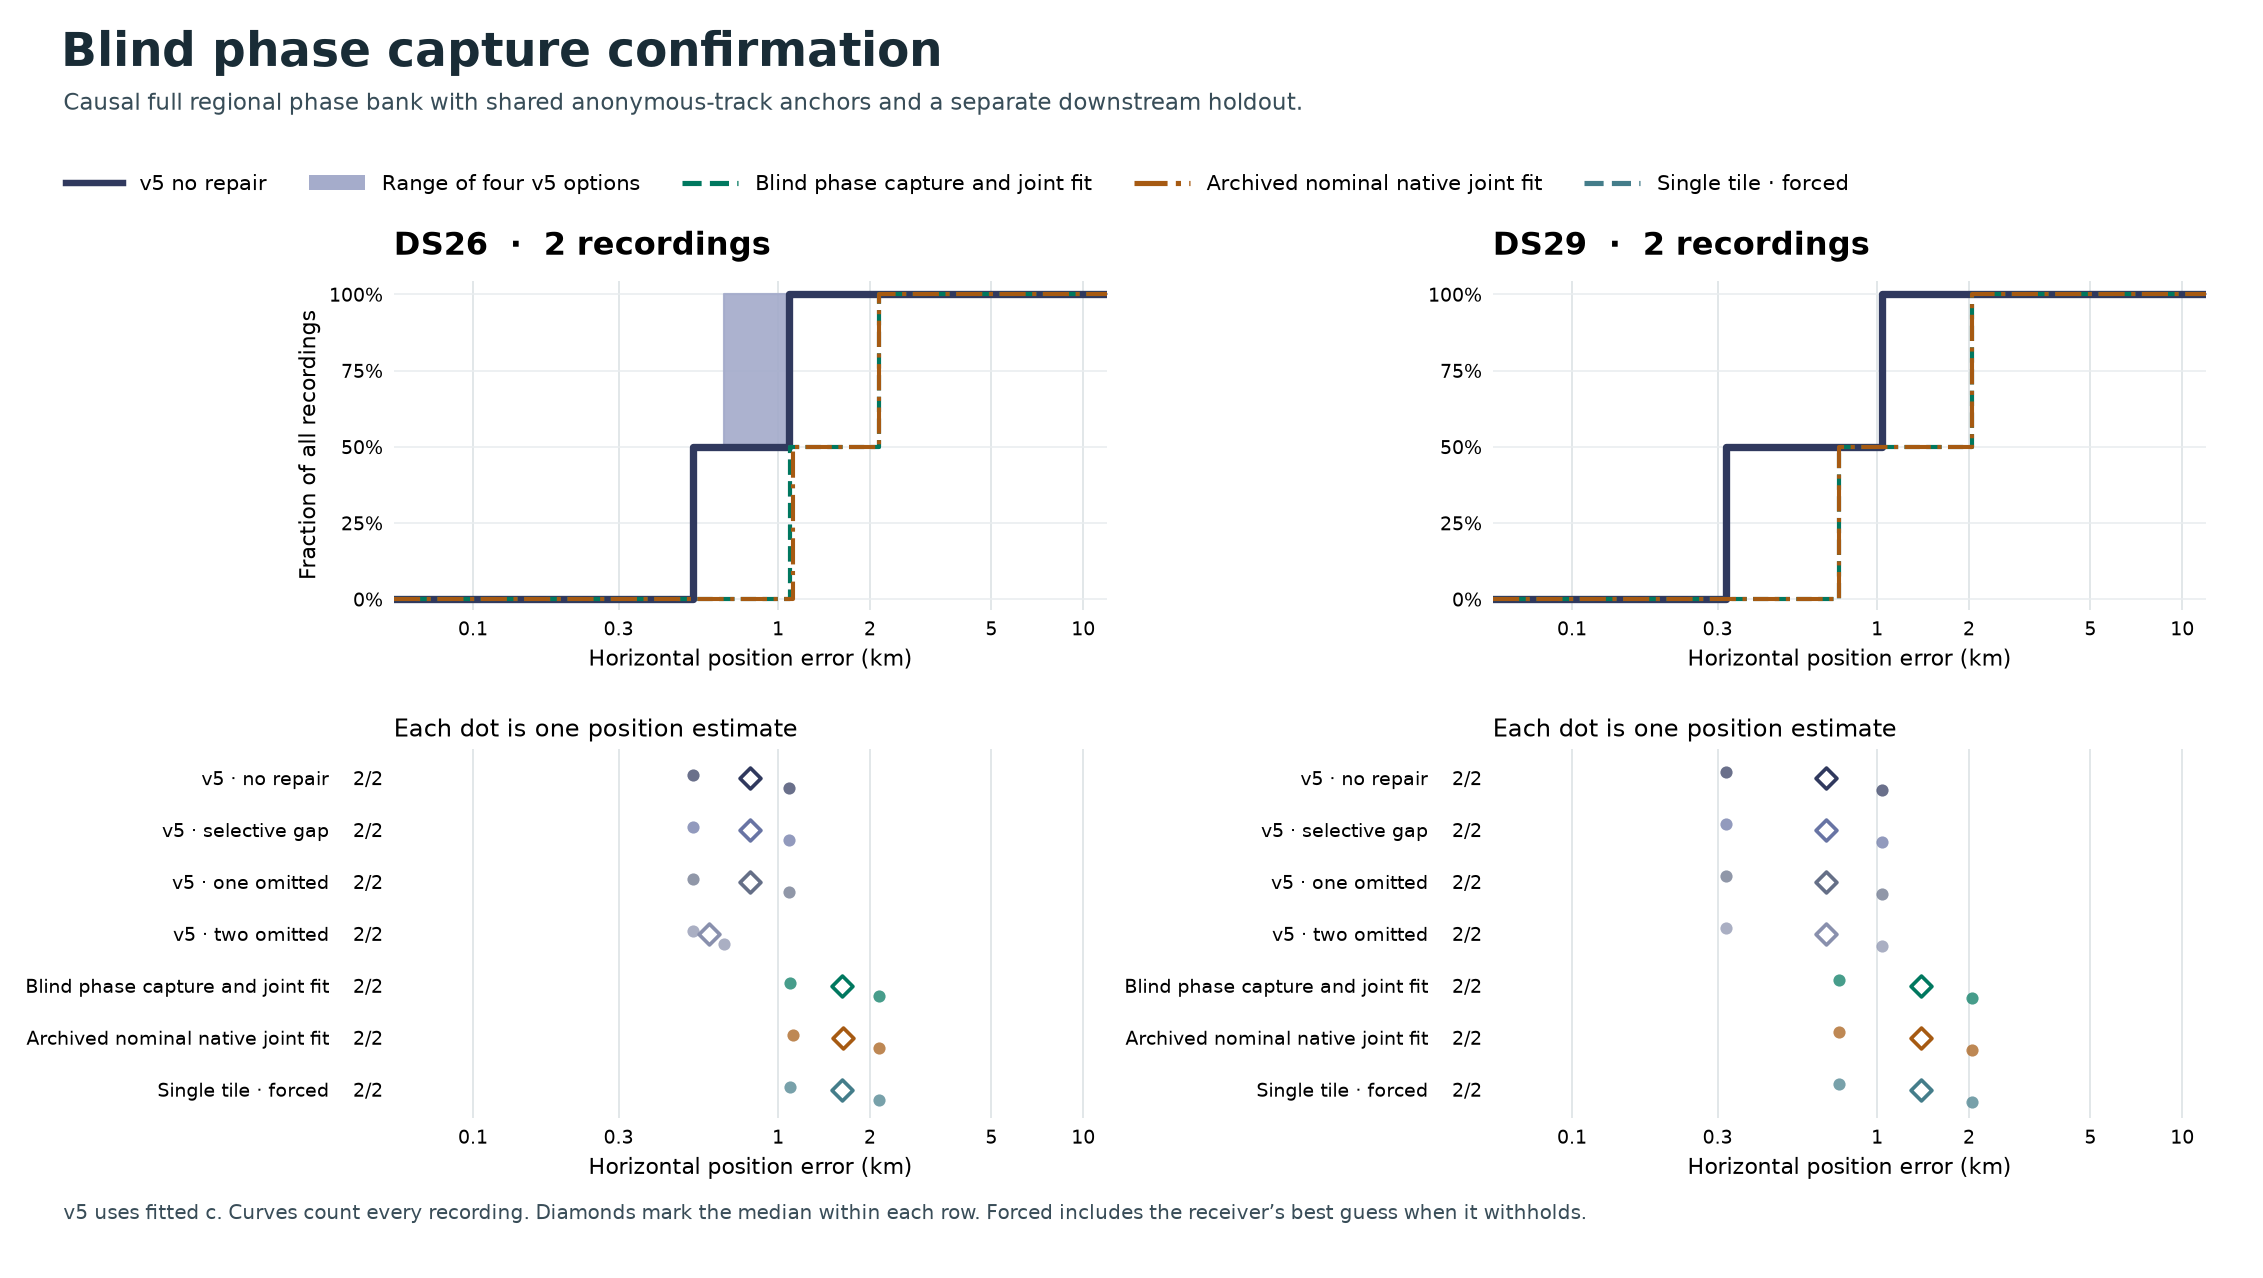 Blind phase capture confirmation
Causal full regional phase bank with shared anonymous-track anchors and a separate downstream holdout.
v5 no repair
Range of four v5 options
Blind phase capture and joint fit
Archived nominal native joint fit
Single tile · forced
DS26 · 2 recordings
Fraction of all recordings
100%
75%
50%
25%
0%
0.1 0.3 1 2 5 10
Horizontal position error (km)
DS29 · 2 recordings
100%
75%
50%
25%
0%
0.1 0.3 1 2 5 10
Horizontal position error (km)
Each dot is one position estimate
v5 · no repair 2/2
v5 · selective gap 2/2
v5 · one omitted 2/2
v5 · two omitted 2/2
Blind phase capture and joint fit 2/2
Archived nominal native joint fit 2/2
Single tile · forced 2/2
0.1 0.3 1 2 5 10
Horizontal position error (km)
Each dot is one position estimate
v5 · no repair 2/2
v5 · selective gap 2/2
v5 · one omitted 2/2
v5 · two omitted 2/2
Blind phase capture and joint fit 2/2
Archived nominal native joint fit 2/2
Single tile · forced 2/2
0.1 0.3 1 2 5 10
Horizontal position error (km)
v5 uses fitted c. Curves count every recording. Diamonds mark the median within each row. Forced includes the receiver’s best guess when it withholds.